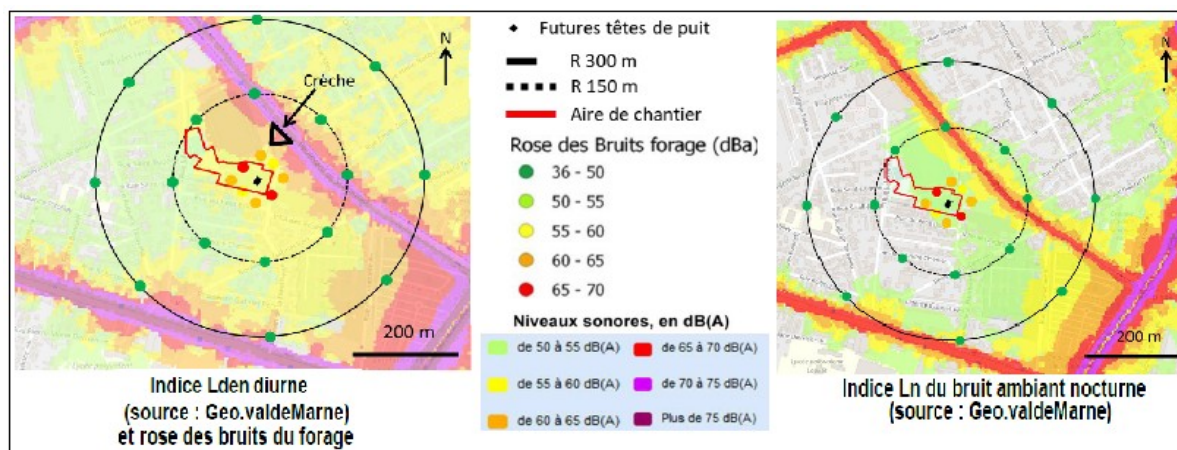 N
Crèche
200 m
Indice Lden diurne
(source : Geo.valdeMarne)
et rose des bruits du forage
Futures têtes de puit
R 300 m
R 150 m
Aire de chantier
Rose des Bruits forage (dBa)
36 - 50
50 - 55
55 - 60
60 - 65
65 - 70
Niveaux sonores, en dB(A)
de 50 à 55 dB(A)
de 65 à 70 dB(A)
de 55 à 60 dB(A)
de 70 à 75 dB(A)
de 60 à 65 dB(A)
Plus de 75 dB(A)
N
200 m
Indice Ln du bruit ambiant nocturne
(source : Geo.valdeMarne)